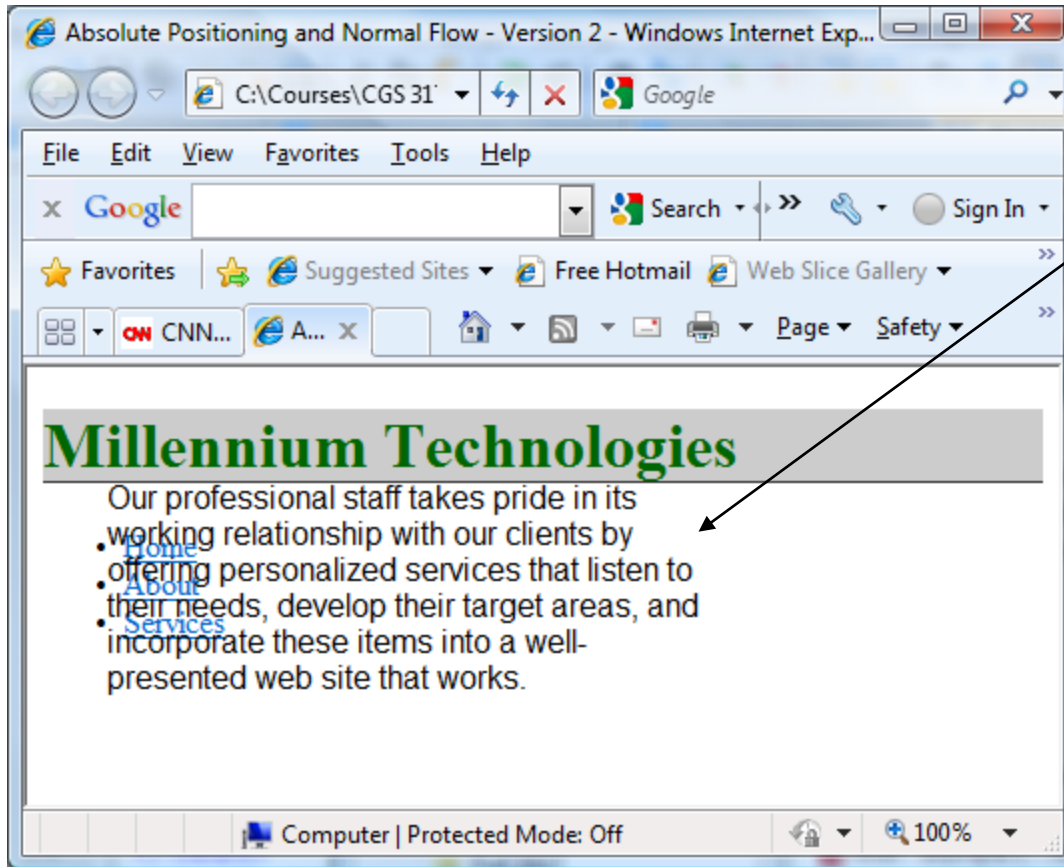 Absolute Positioning and Normal Flow - Version 2 - Windows Internet Exp...
C:\Courses\CGS 31 Google
File Edit View Favorites Tools Help
x Google Search » Sign In
Favorites Suggested Sites Free Hotmail Web Slice Gallery »
CNN CNN... A... x Page Safety »
Millennium Technologies
Our professional staff takes pride in its
working relationship with our clients by
• Home
offering personalized services that listen to
• About
their needs, develop their target areas, and
• Services
incorporate these items into a well-
presented web site that works.
Computer | Protected Mode: Off 100%